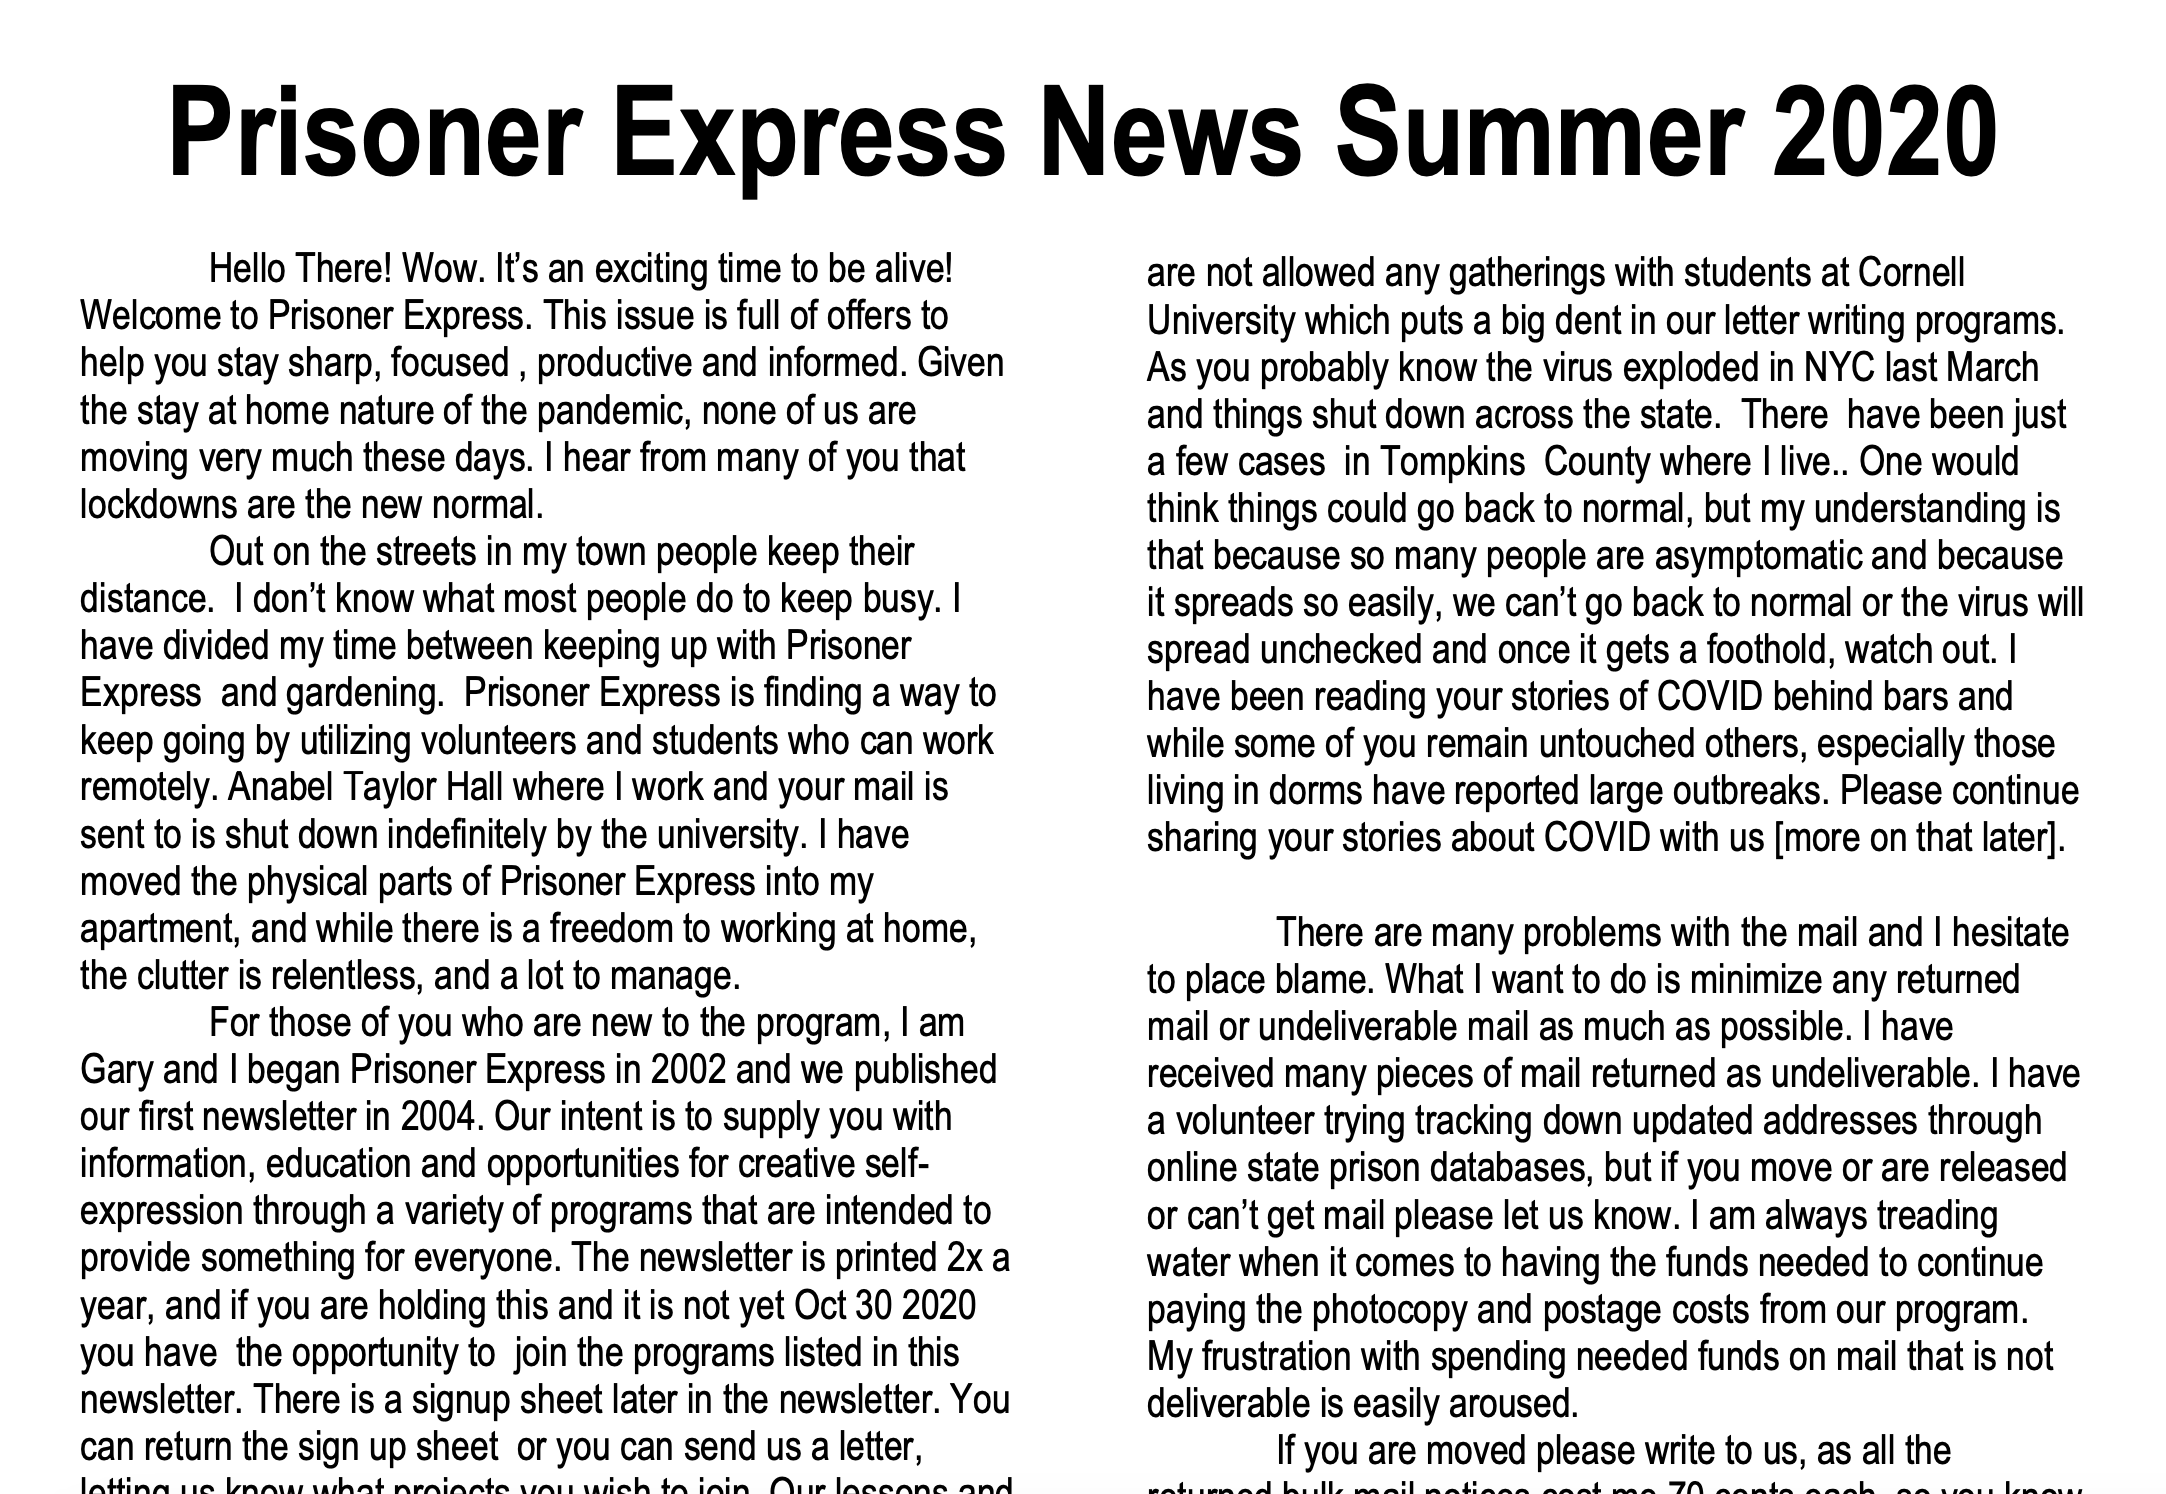 Prisoner Express News Summer 2020
Hello There! Wow. It’s an exciting time to be alive!
Welcome to Prisoner Express. This issue is full of offers to
help you stay sharp, focused , productive and informed. Given
the stay at home nature of the pandemic, none of us are
moving very much these days. I hear from many of you that
lockdowns are the new normal.
Out on the streets in my town people keep their
distance.  I don’t know what most people do to keep busy. I
have divided my time between keeping up with Prisoner
Express  and gardening.  Prisoner Express is finding a way to
keep going by utilizing volunteers and students who can work
remotely. Anabel Taylor Hall where I work and your mail is
sent to is shut down indefinitely by the university. I have
moved the physical parts of Prisoner Express into my
apartment, and while there is a freedom to working at home,
the clutter is relentless, and a lot to manage.
For those of you who are new to the program, I am
Gary and I began Prisoner Express in 2002 and we published
our first newsletter in 2004. Our intent is to supply you with
information, education and opportunities for creative self-
expression through a variety of programs that are intended to
provide something for everyone. The newsletter is printed 2x a
year, and if you are holding this and it is not yet Oct 30 2020
you have  the opportunity to  join the programs listed in this
newsletter. There is a signup sheet later in the newsletter. You
can return the sign up sheet  or you can send us a letter,
letting us know what projects you wish to join. Our lessons and
are not allowed any gatherings with students at Cornell
University which puts a big dent in our letter writing programs.
As you probably know the virus exploded in NYC last March
and things shut down across the state.  There  have been just
a few cases  in Tompkins  County where I live.. One would
think things could go back to normal, but my understanding is
that because so many people are asymptomatic and because
it spreads so easily, we can’t go back to normal or the virus will
spread unchecked and once it gets a foothold, watch out. I
have been reading your stories of COVID behind bars and
while some of you remain untouched others, especially those
living in dorms have reported large outbreaks. Please continue
sharing your stories about COVID with us [more on that later].
There are many problems with the mail and I hesitate
to place blame. What I want to do is minimize any returned
mail or undeliverable mail as much as possible. I have
received many pieces of mail returned as undeliverable. I have
a volunteer trying tracking down updated addresses through
online state prison databases, but if you move or are released
or can’t get mail please let us know. I am always treading
water when it comes to having the funds needed to continue
paying the photocopy and postage costs from our program.
My frustration with spending needed funds on mail that is not
deliverable is easily aroused.
If you are moved please write to us, as all the
returned bulk mail notices cost me 70 cents each, so you know